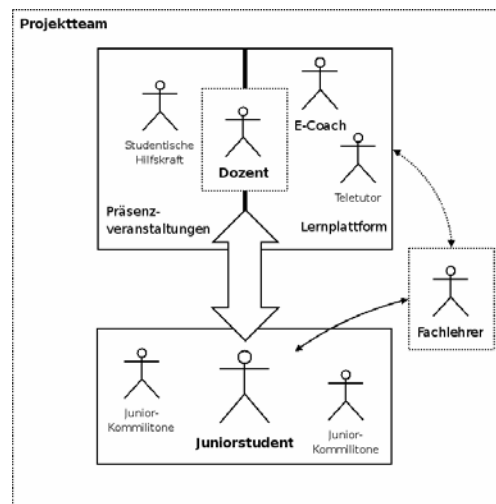 Projektteam
Studentische
Hilfskraft
Dozent
E-Coach
Teletutor
Präsenz-
veranstaltungen
Lernplattform
Fachlehrer
Junior-
Kommilitone
Juniorstudent
Junior-
Kommilitone